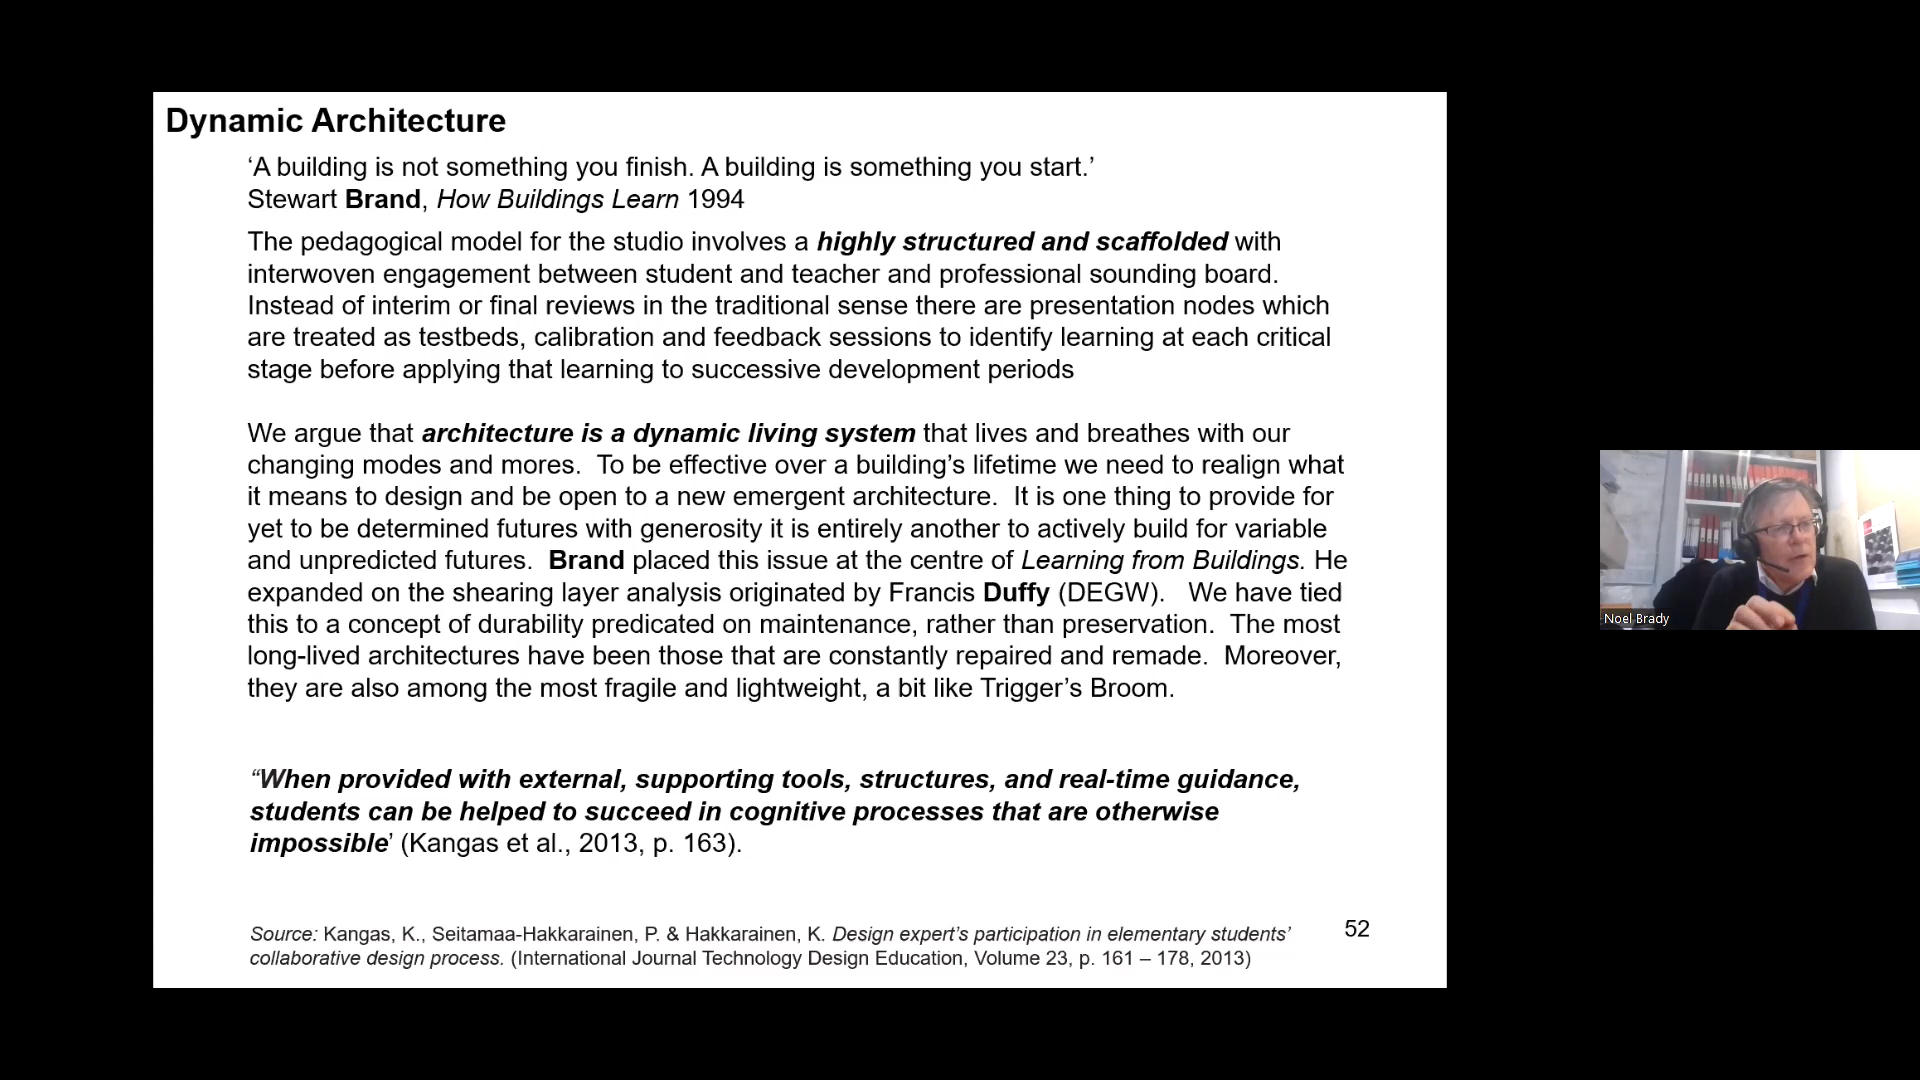 Dynamic Architecture
‘A building is not something you finish. A building is something you start.’
Stewart Brand, How Buildings Learn 1994
The pedagogical model for the studio involves a highly structured and scaffolded with
interwoven engagement between student and teacher and professional sounding board.
Instead of interim or final reviews in the traditional sense there are presentation nodes which
are treated as testbeds, calibration and feedback sessions to identify learning at each critical
stage before applying that learning to successive development periods
We argue that architecture is a dynamic living system that lives and breathes with our
changing modes and mores.  To be effective over a building’s lifetime we need to realign what
it means to design and be open to a new emergent architecture.  It is one thing to provide for
yet to be determined futures with generosity it is entirely another to actively build for variable
and unpredicted futures.  Brand placed this issue at the centre of Learning from Buildings. He
expanded on the shearing layer analysis originated by Francis Duffy (DEGW).   We have tied
this to a concept of durability predicated on maintenance, rather than preservation.  The most
long-lived architectures have been those that are constantly repaired and remade.  Moreover,
they are also among the most fragile and lightweight, a bit like Trigger’s Broom.
“When provided with external, supporting tools, structures, and real-time guidance,
students can be helped to succeed in cognitive processes that are otherwise
impossible’ (Kangas et al., 2013, p. 163).
Source: Kangas, K., Seitamaa-Hakkarainen, P. & Hakkarainen, K. Design expert’s participation in elementary students’
collaborative design process. (International Journal Technology Design Education, Volume 23, p. 161 – 178, 2013)
52
Noel Brady